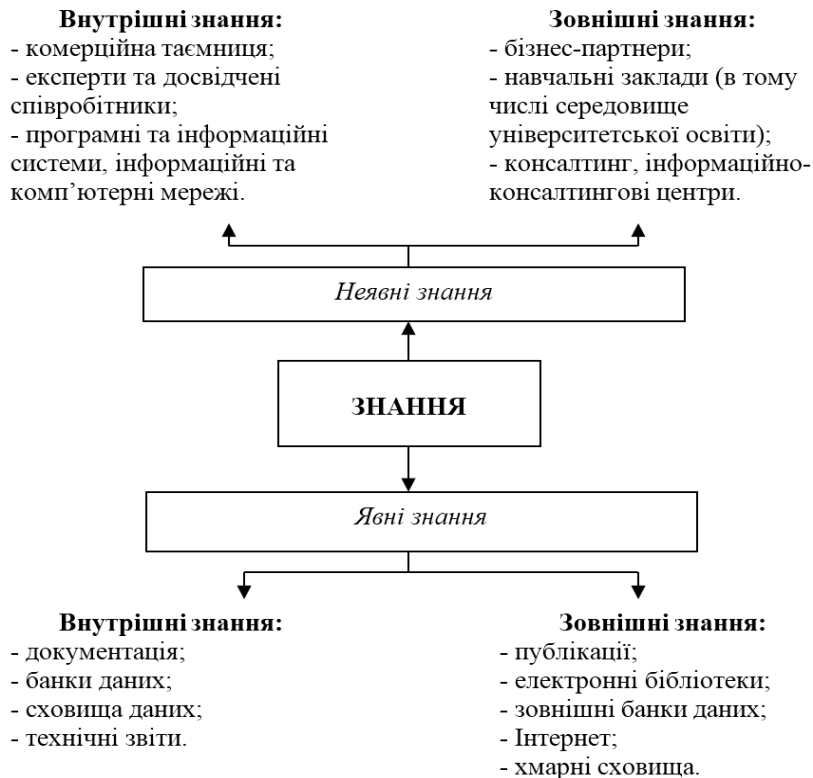 Внутрішні знання:
- комерційна таємниця;
- експерти та досвідчені
співробітники;
- програмні та інформаційні
системи, інформаційні та
комп’ютерні мережі.
Зовнішні знання:
- бізнес-партнери;
- навчальні заклади (в тому
числі середовище
університетської освіти);
- консалтинг, інформаційно-
консалтингові центри.
Неявні знання
ЗНАННЯ
Явні знання
Внутрішні знання:
- документація;
- банки даних;
- сховища даних;
- технічні звіти.
Зовнішні знання:
- публікації;
- електронні бібліотеки;
- зовнішні банки даних;
- Інтернет;
- хмарні сховища.